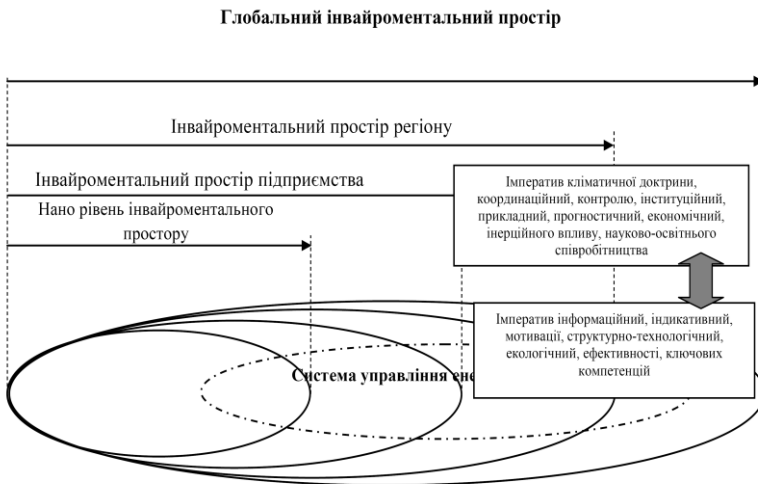 Глобальний інвайроментальний простір
Інвайроментальний простір регіону
Інвайроментальний простір підприємства
Нано рівень інвайроментального
простору
Імператив кліматичної доктрини,
координаційний, контролю, інституційний,
прикладний, прогностичний, економічний,
інерційного впливу, науково-освітнього
співробітництва
Імператив інформаційний, індикативний,
мотивації, структурно-технологічний,
екологічний, ефективності, ключових
компетенцій
Система управління